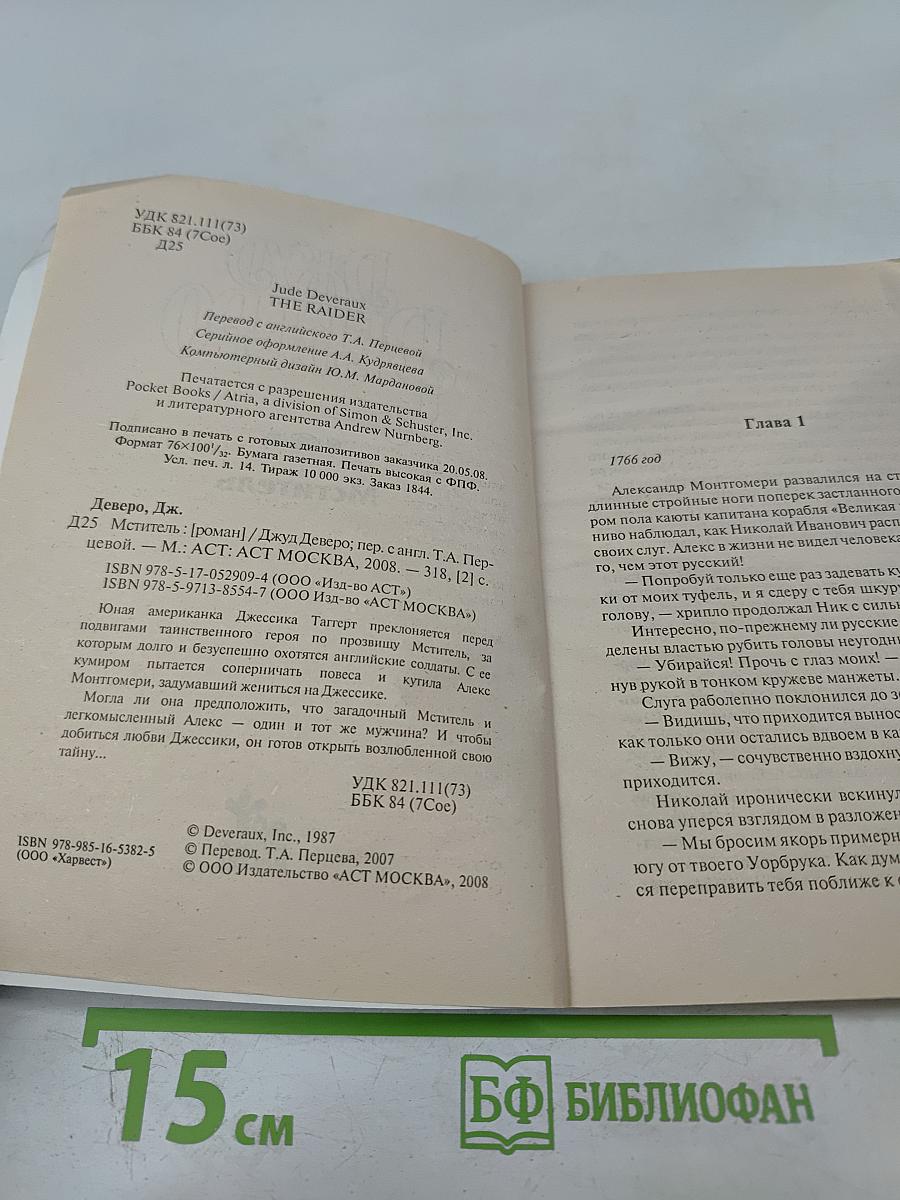 УДК 821.111(73)
ББК 84 (7Сое)
Д25
Jude Deveraux
THE RAIDER
Перевод с английского Т.А. Перцевой
Серийное оформление А.А. Кудрявцева
Компьютерный дизайн Ю.М. Мардановой
Печатается с разрешения издательства
Pocket Books / Atria, a division of Simon & Schuster, Inc.
и литературного агентства Andrew Nurnberg.
Подписано в печать с готовых диапозитивов заказчика 20.05.08.
Формат 76×100¹/₃₂. Бумага газетная. Печать высокая с ФПФ.
Усл. печ. л. 14. Тираж 10 000 экз. Заказ 1844.
Деверо, Дж.
Д25 Мститель : [роман] / Джуд Деверо; пер. с англ. Т.А. Пер-
цевой. — М.: АСТ: АСТ МОСКВА, 2008. — 318, [2] с.
ISBN 978-5-17-052909-4 (ООО «Изд-во АСТ»)
ISBN 978-5-9713-8554-7 (ООО Изд-во «АСТ МОСКВА»)
Юная американка Джессика Таггерт преклоняется перед
подвигами таинственного героя по прозвищу Мститель, за
которым долго и безуспешно охотятся английские солдаты. С ее
кумиром пытается соперничать повеса и кутила Алекс
Монтгомери, задумавший жениться на Джессике.
Могла ли она предположить, что загадочный Мститель и
легкомысленный Алекс — один и тот же мужчина? И чтобы
добиться любви Джессики, он готов открыть возлюбленной свою
тайну...
УДК 821.111(73)
ББК 84 (7Сое)
© Deveraux, Inc., 1987
© Перевод. Т.А. Перцева, 2007
© ООО Издательство «АСТ МОСКВА», 2008
ISBN 978-985-16-5382-5
(ООО «Харвест»)
Глава 1
1766 год
Александр Монтгомери развалился на ст
длинные стройные ноги поперек застланного
ром пола каюты капитана корабля «Великая
ниво наблюдал, как Николай Иванович расп
своих слуг. Алекс в жизни не видел человека
го, чем этот русский!
— Попробуй только еще раз задевать ку
ки от моих туфель, и я сдеру с тебя шкур
голову, — хрипло продолжал Ник с силь
Интересно, по-прежнему ли русские
делены властью рубить головы неугодн
— Убирайся! Прочь с глаз моих! —
нув рукой в тонком кружеве манжеты.
Слуга раболепно поклонился до з
— Видишь, что приходится вынос
как только они остались вдвоем в ка
— Вижу, — сочувственно вздохну
приходится.
Николай иронически вскинул
снова уперся взглядом в разложен
— Мы бросим якорь примерн
югу от твоего Уорбрука. Как дум
ся переправить тебя поближе к
15 см
БФ БИБЛИОФАН